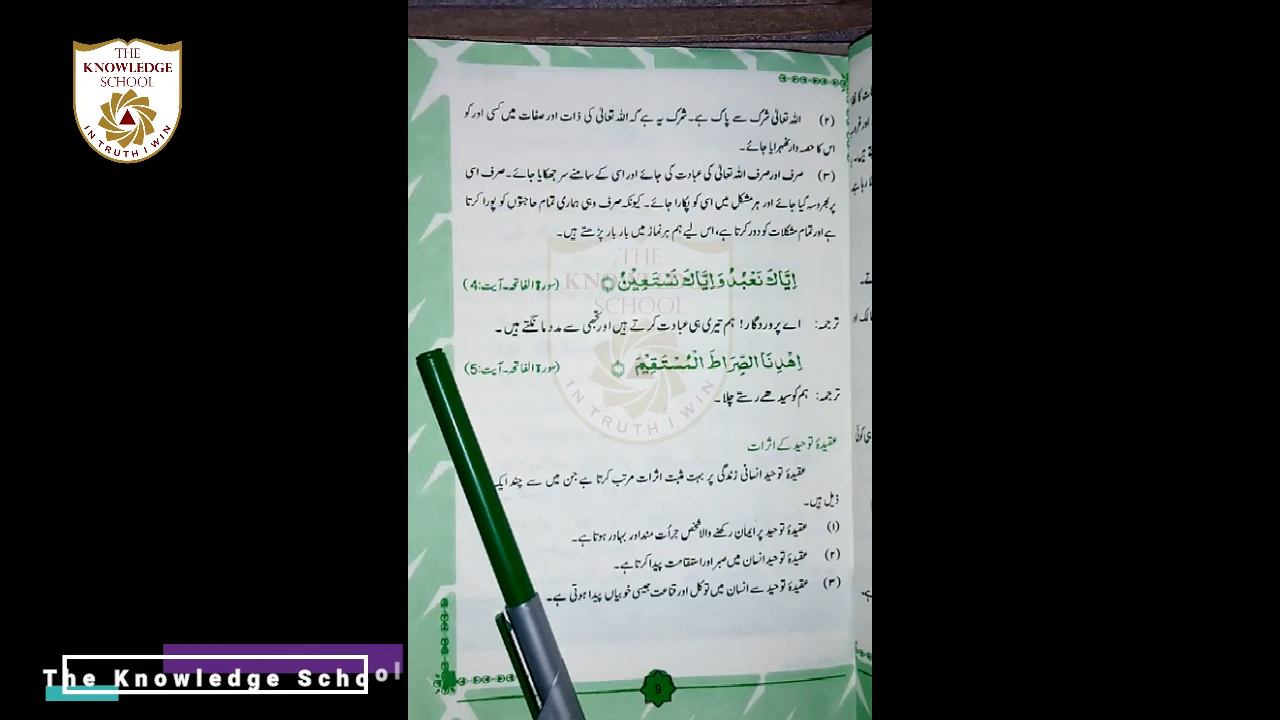 THE
KNOWLEDGE
SCHOOL
IN TRUTH I WIN
(۲) اللہ تعالیٰ شرک سے پاک ہے۔ شرک یہ ہے کہ اللہ تعالیٰ کی ذات اور صفات میں کسی اور کو
اس کا حصہ دار ٹھہرایا جائے۔
(۳) صرف اور صرف اللہ تعالیٰ کی عبادت کی جائے اور اسی کے سامنے سر جھکایا جائے۔ صرف اسی
پر بھروسہ کیا جائے اور ہر مشکل میں اسی کو پکارا جائے۔ کیونکہ صرف وہی ہماری تمام حاجتوں کو پورا کرتا
ہے اور تمام مشکلات کو دور کرتا ہے، اس لیے ہم ہر نماز میں بار بار پڑھتے ہیں۔
THE
KNOWLEDGE
SCHOOL
اِيَّاكَ نَعْبُدُ وَ اِيَّاكَ نَسْتَعِيْنُ (سورۃ الفاتحہ۔ آیت:4)
ترجمہ: اے پروردگار! ہم تیری ہی عبادت کرتے ہیں اور تجھی سے مدد مانگتے ہیں۔
اِهْدِنَا الصِّرَاطَ الْمُسْتَقِيْمَ (سورۃ الفاتحہ۔ آیت:5)
ترجمہ: ہم کو سیدھے رستے چلا۔
IN TRUTH I WIN
عقیدۂ توحید کے اثرات
عقیدۂ توحید انسانی زندگی پر بہت مثبت اثرات مرتب کرتا ہے جن میں سے چند ایک
ذیل ہیں۔
(۱) عقیدۂ توحید پر ایمان رکھنے والا شخص جرأت مند اور بہادر ہوتا ہے۔
(۲) عقیدۂ توحید انسان میں صبر اور استقامت پیدا کرتا ہے۔
(۳) عقیدۂ توحید سے انسان میں توکل اور قناعت جیسی خوبیاں پیدا ہوتی ہے۔
9
The Knowledge School